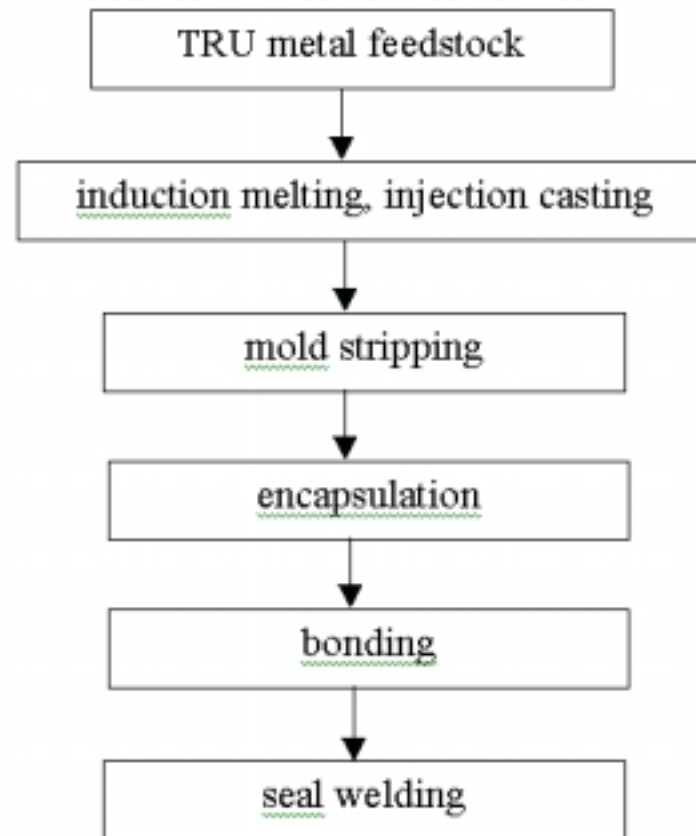 TRU metal feedstock
induction melting, injection casting
mold stripping
encapsulation
bonding
seal welding